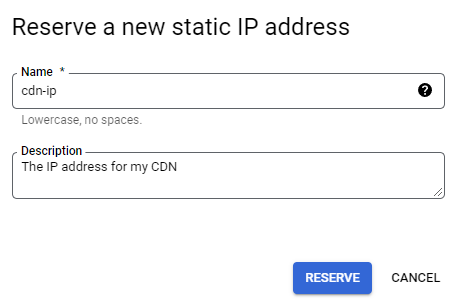 Reserve a new static IP address
Name *
cdn-ip
?
Lowercase, no spaces.
Description
The IP address for my CDN
RESERVE CANCEL